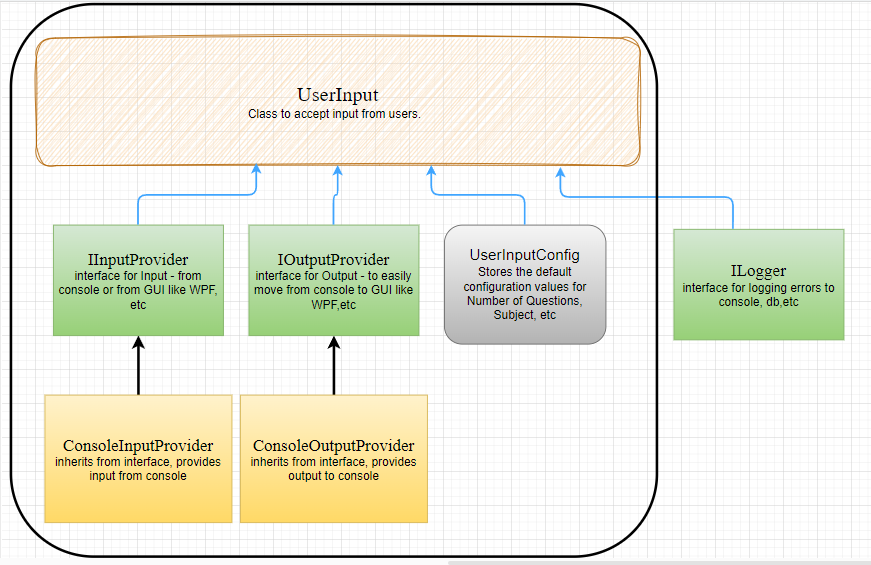 UserInput
Class to accept input from users.
IInputProvider
interface for Input - from
console or from GUI like WPF,
etc
IOutputProvider
interface for Output - to easily
move from console to GUI like
WPF,etc
UserInputConfig
Stores the default
configuration values for
Number of Questions,
Subject, etc
ILogger
interface for logging errors to
console, db,etc
ConsoleInputProvider
inherits from interface, provides
input from console
ConsoleOutputProvider
inherits from interface, provides
output to console